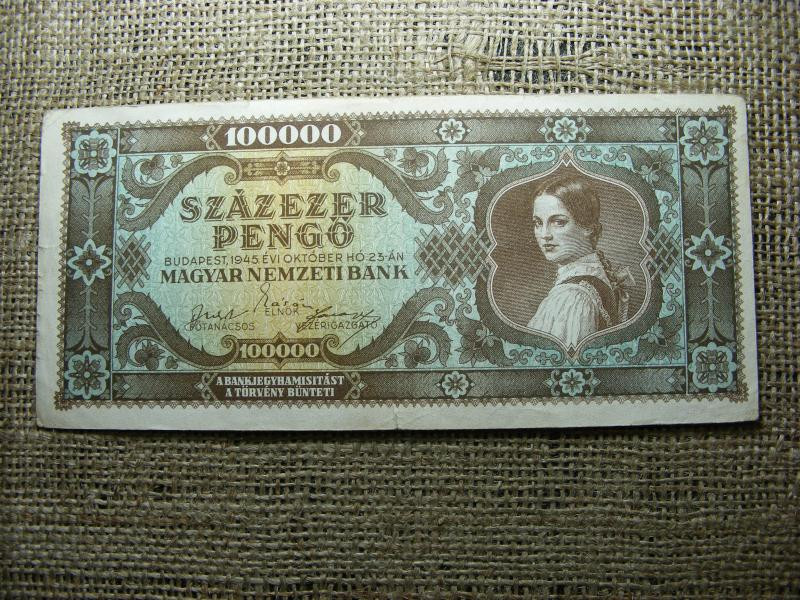 100000
SZÁZEZER
PENGŐ
BUDAPEST, 1945. ÉVI OKTÓBER HÓ 23-ÁN
MAGYAR NEMZETI BANK
ELNÖK
FŐTANÁCSOS VEZÉRIGAZGATÓ
100000
A BANKJEGYHAMISITÁST
A TÖRVÉNY BÜNTETI